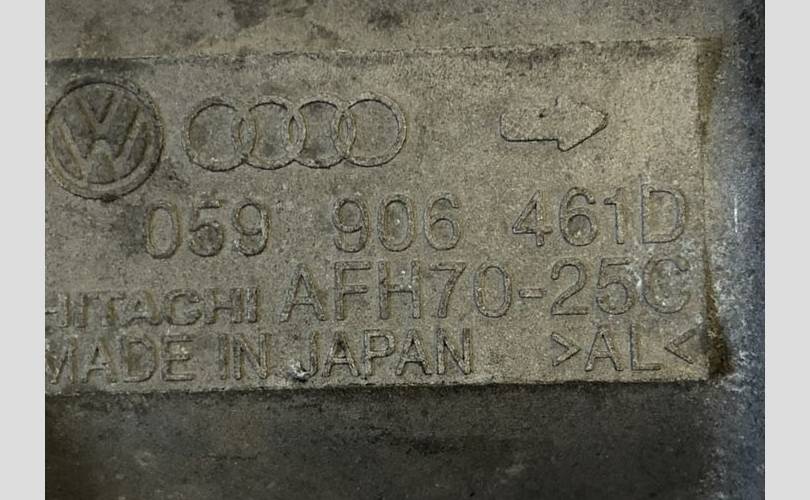 059 906 461D
HITACHI AFH70-25C
MADE IN JAPAN >AL<